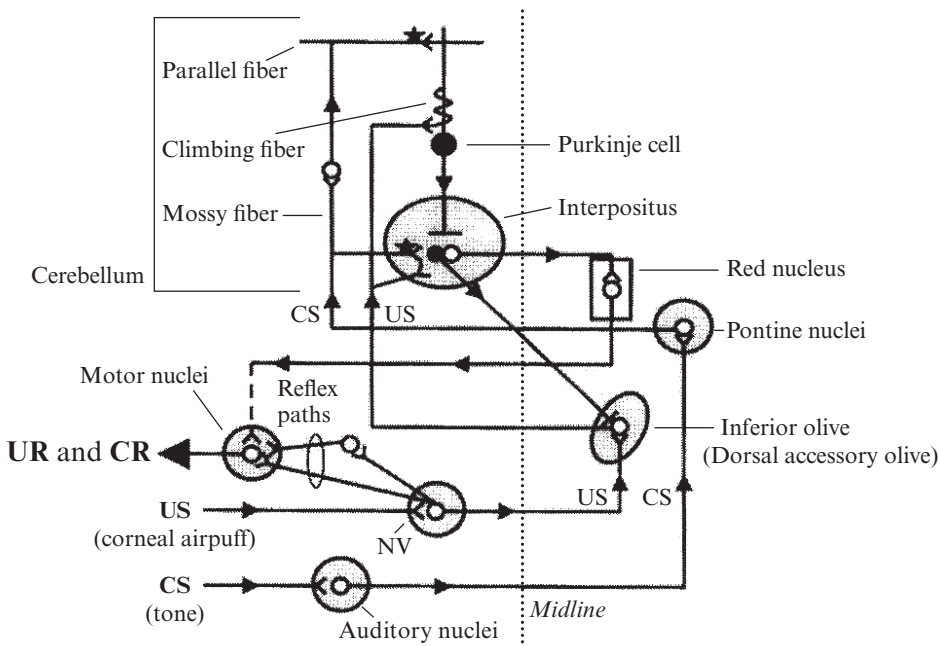 Parallel fiber
Climbing fiber
Purkinje cell
Mossy fiber
Interpositus
Cerebellum
Red nucleus
CS
US
Pontine nuclei
Motor nuclei
Reflex
paths
UR and CR
Inferior olive
(Dorsal accessory olive)
US
CS
US
(corneal airpuff)
NV
CS
(tone)
Midline
Auditory nuclei